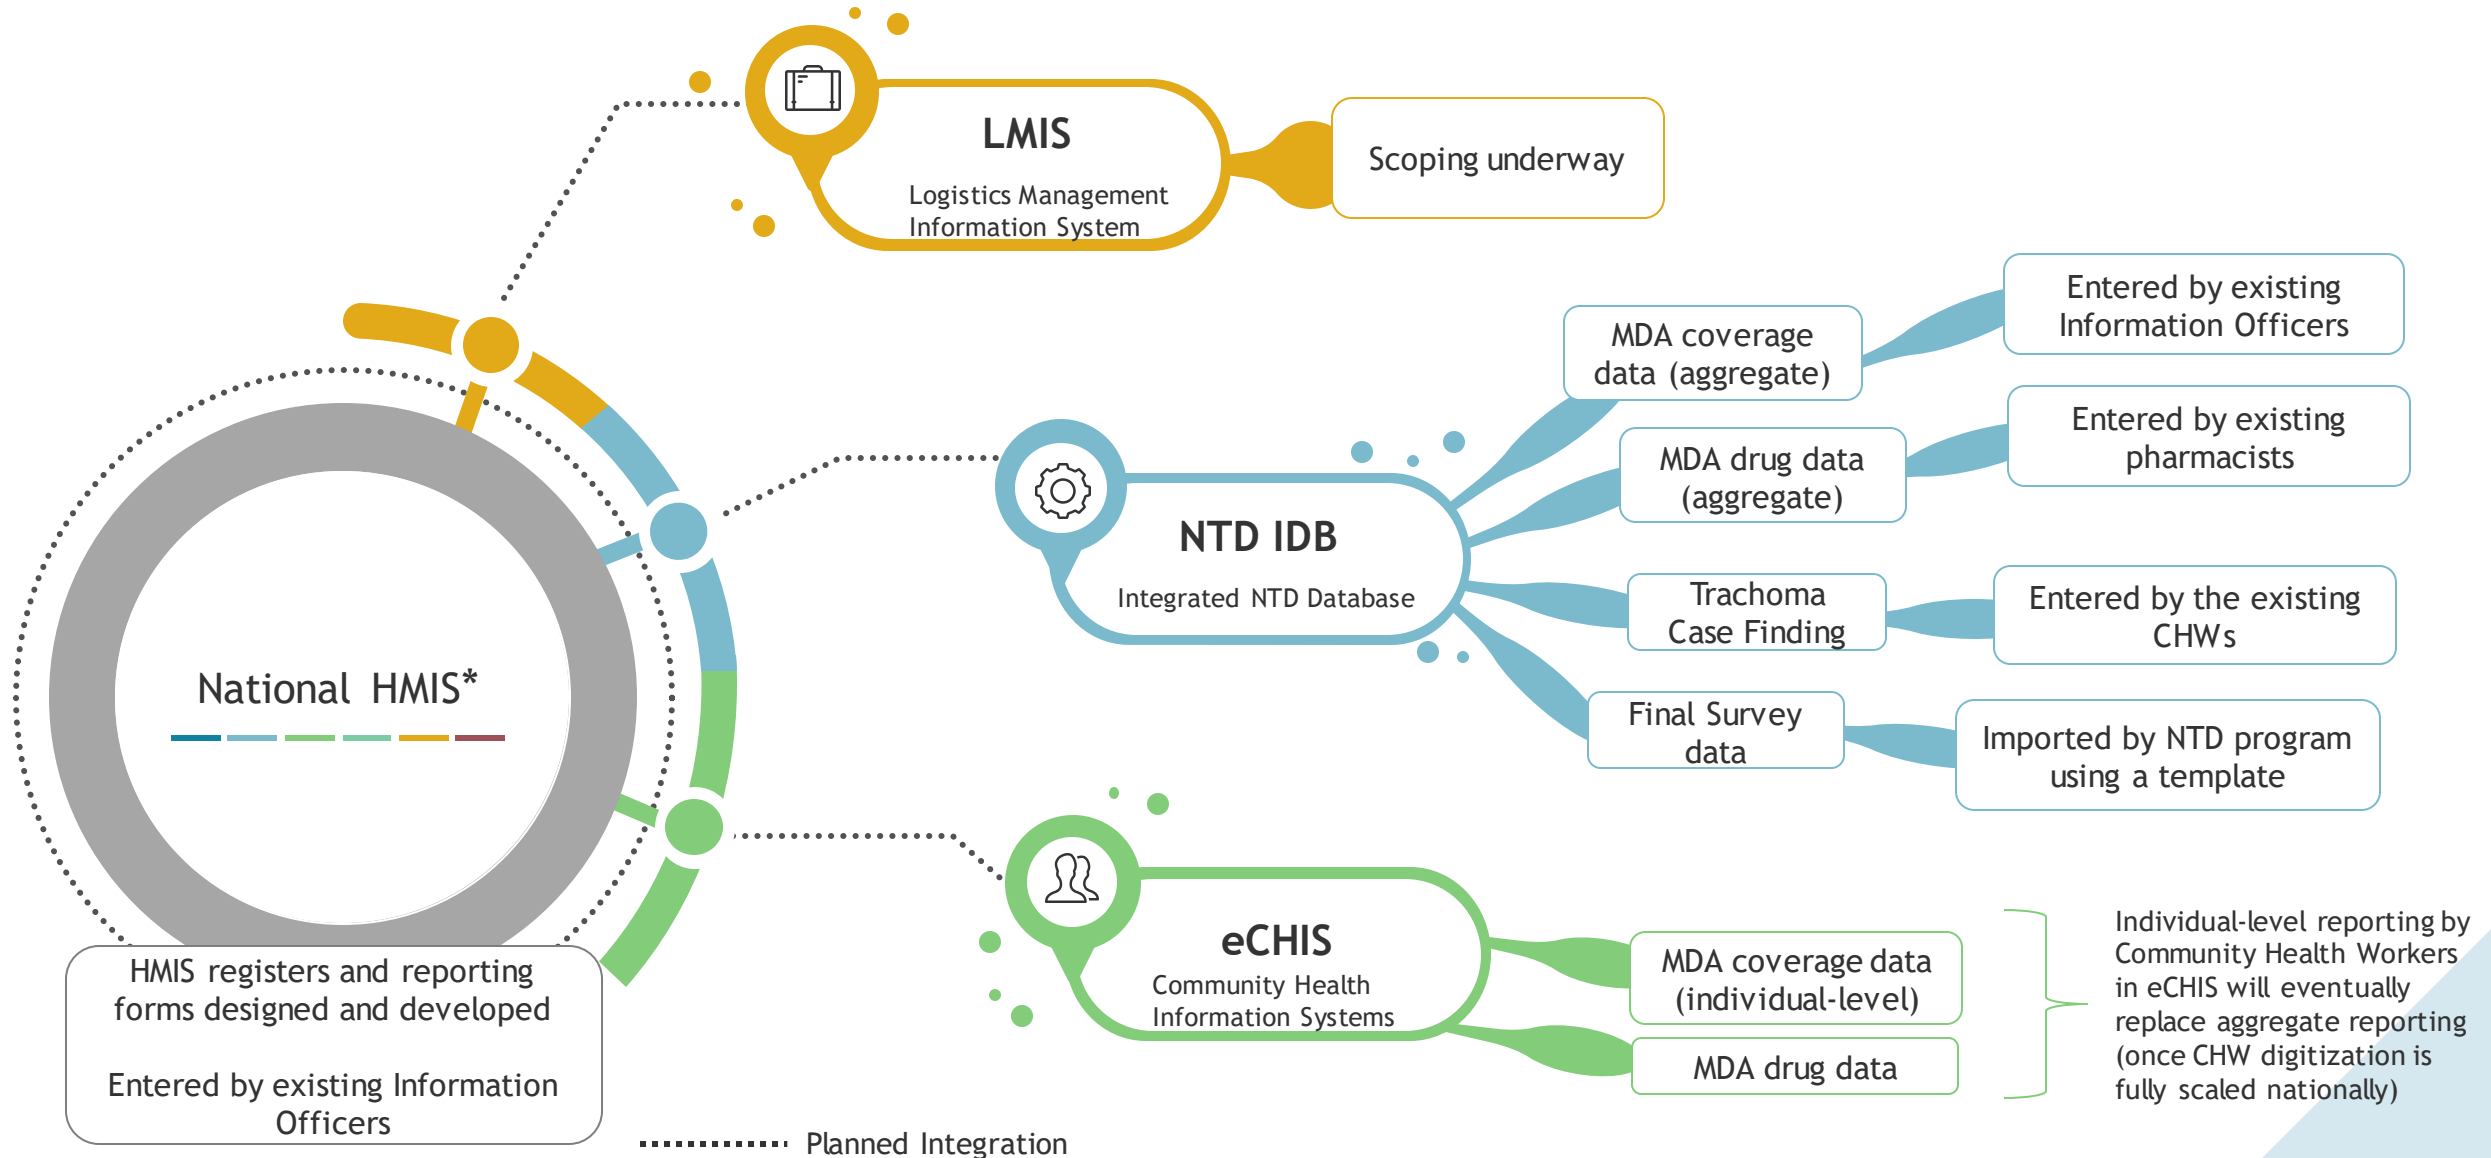 LMIS
Logistics Management
Information System
Scoping underway
NTD IDB
Integrated NTD Database
MDA coverage
data (aggregate)
Entered by existing
Information Officers
MDA drug data
(aggregate)
Entered by existing
pharmacists
Trachoma
Case Finding
Entered by the existing
CHWs
Final Survey
data
Imported by NTD program
using a template
National HMIS*
HMIS registers and reporting
forms designed and developed
Entered by existing Information
Officers
eCHIS
Community Health
Information Systems
MDA coverage data
(individual-level)
MDA drug data
Individual-level reporting by
Community Health Workers
in eCHIS will eventually
replace aggregate reporting
(once CHW digitization is
fully scaled nationally)
Planned Integration